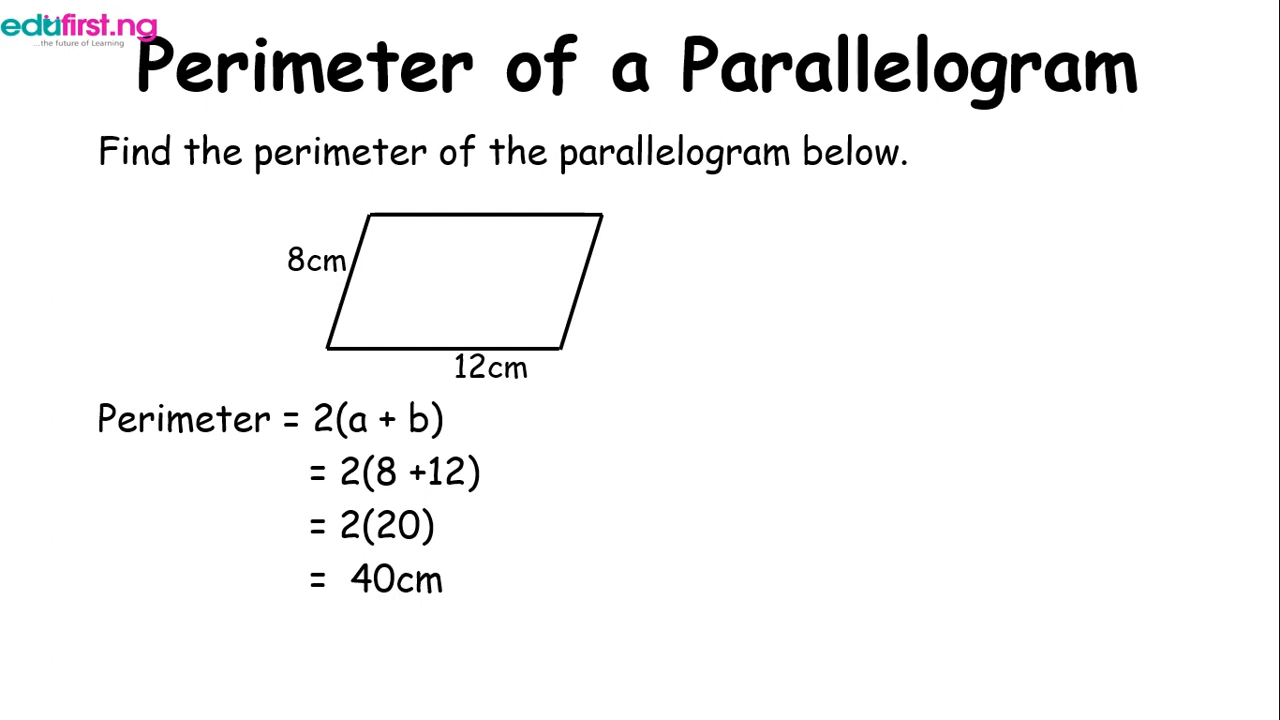 edufirst.ng
...the future of Learning
Perimeter of a Parallelogram
Find the perimeter of the parallelogram below.
8cm
12cm
Perimeter = 2(a + b)
= 2(8 +12)
= 2(20)
= 40cm